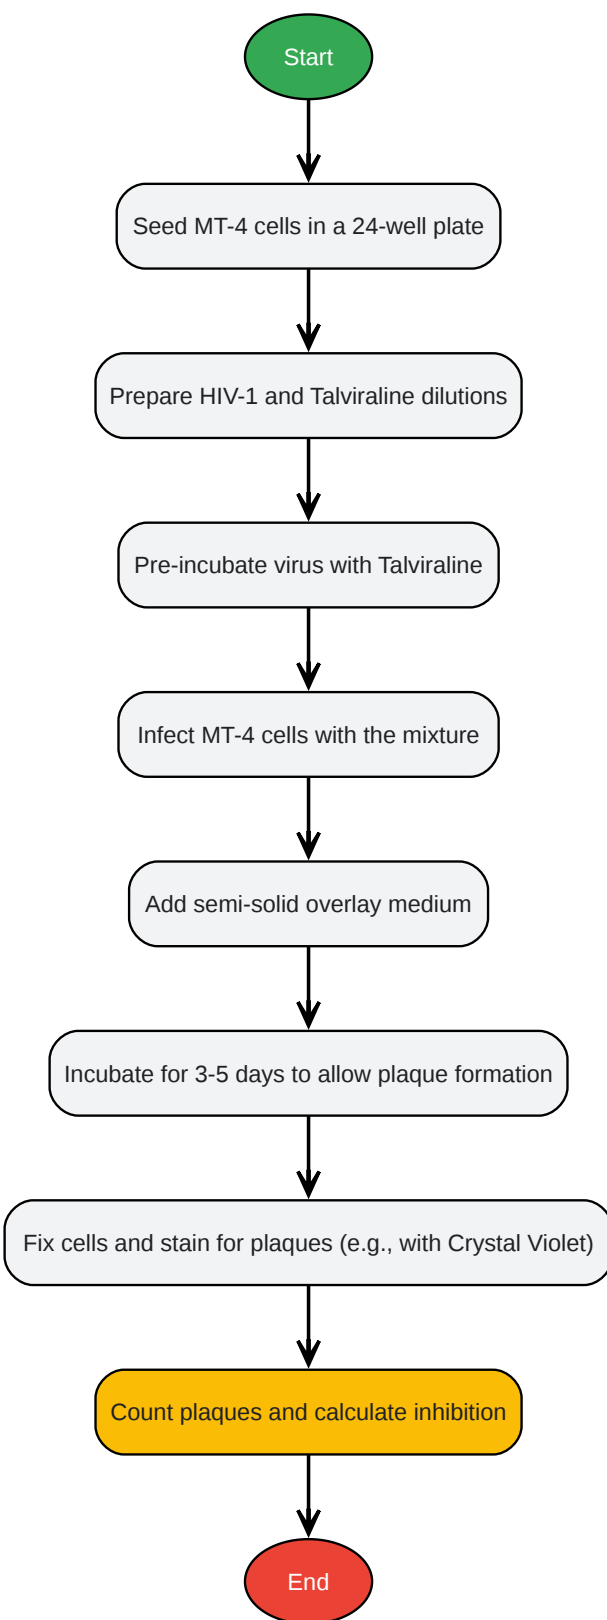 Start
Seed MT-4 cells in a 24-well plate
Prepare HIV-1 and Talviraline dilutions
Pre-incubate virus with Talviraline
Infect MT-4 cells with the mixture
Add semi-solid overlay medium
Incubate for 3-5 days to allow plaque formation
Fix cells and stain for plaques (e.g., with Crystal Violet)
Count plaques and calculate inhibition
End